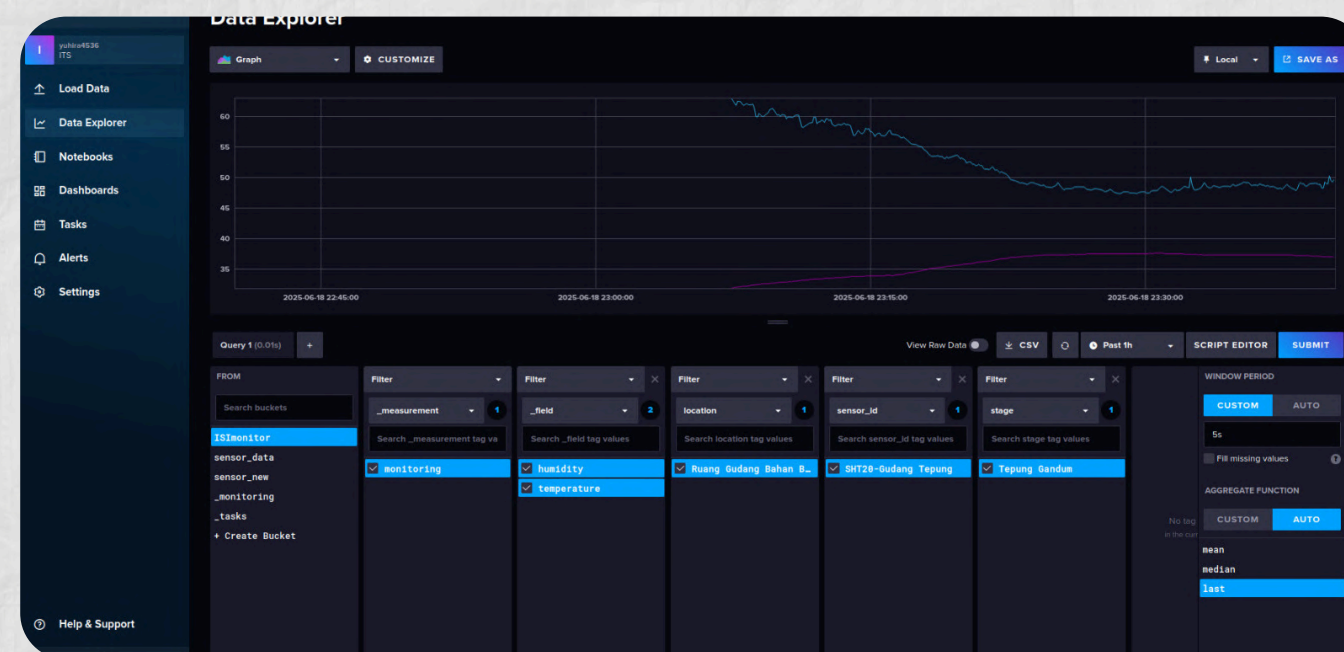 Data Explorer
I
yuhiro4536
ITS
Load Data
Data Explorer
Notebooks
Dashboards
Tasks
Alerts
Settings
Help & Support
Graph
CUSTOMIZE
Local
SAVE AS
60
55
50
45
40
35
2025-06-18 22:45:00
2025-06-18 23:00:00
2025-06-18 23:15:00
2025-06-18 23:30:00
Query 1 (0.01s)
+
View Raw Data
CSV
Past 1h
SCRIPT EDITOR
SUBMIT
FROM
Search buckets
ISImonitor
sensor_data
sensor_new
_monitoring
_tasks
+ Create Bucket
Filter
_measurement
1
Search _measurement tag va
monitoring
Filter
_field
2
Search _field tag values
humidity
temperature
Filter
location
1
Search location tag values
Ruang Gudang Bahan B…
Filter
sensor_id
1
Search sensor_id tag values
SHT20-Gudang Tepung
Filter
stage
1
Search stage tag values
Tepung Gandum
No tag
in the curr
WINDOW PERIOD
CUSTOM
AUTO
5s
Fill missing values
?
AGGREGATE FUNCTION
CUSTOM
AUTO
mean
median
last